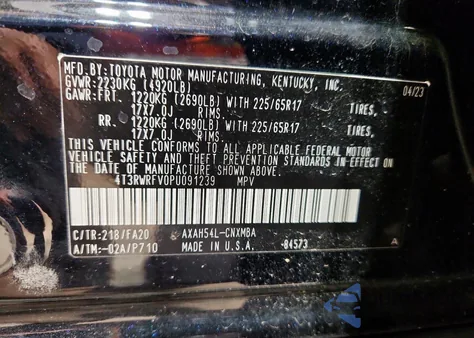 MFD. BY: TOYOTA MOTOR MANUFACTURING, KENTUCKY, INC.
GVWR: 2230KG (4920LB) 04/23
GAWR: FRT. 1220KG (2690LB) WITH 225/65R17 TIRES,
17X7.0J RIMS.
RR. 1220KG (2690LB) WITH 225/65R17 TIRES,
17X7.0J RIMS.
THIS VEHICLE CONFORMS TO ALL APPLICABLE FEDERAL MOTOR
VEHICLE SAFETY AND THEFT PREVENTION STANDARDS IN EFFECT ON
THE DATE OF MANUFACTURE SHOWN ABOVE.
4T3RWRFV0PU091239 MPV
C/TR: 218/FA20 AXAH54L-CNXMBA
A/TM: -02A/P710 MADE IN U.S.A. -84573 A